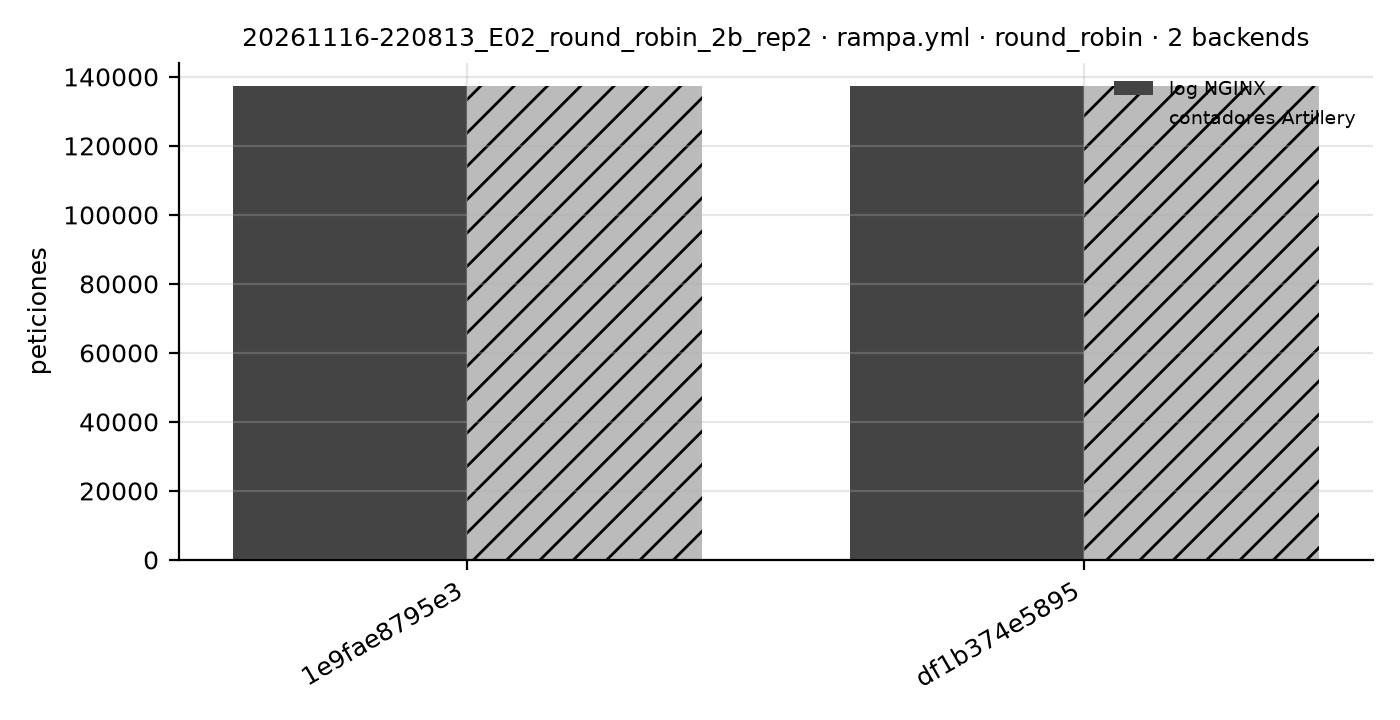 20261116-220813_E02_round_robin_2b_rep2 · rampa.yml · round_robin · 2 backends
log NGINX
contadores Artillery
peticiones
140000
120000
100000
80000
60000
40000
20000
0
1e9fae8795e3
df1b374e5895